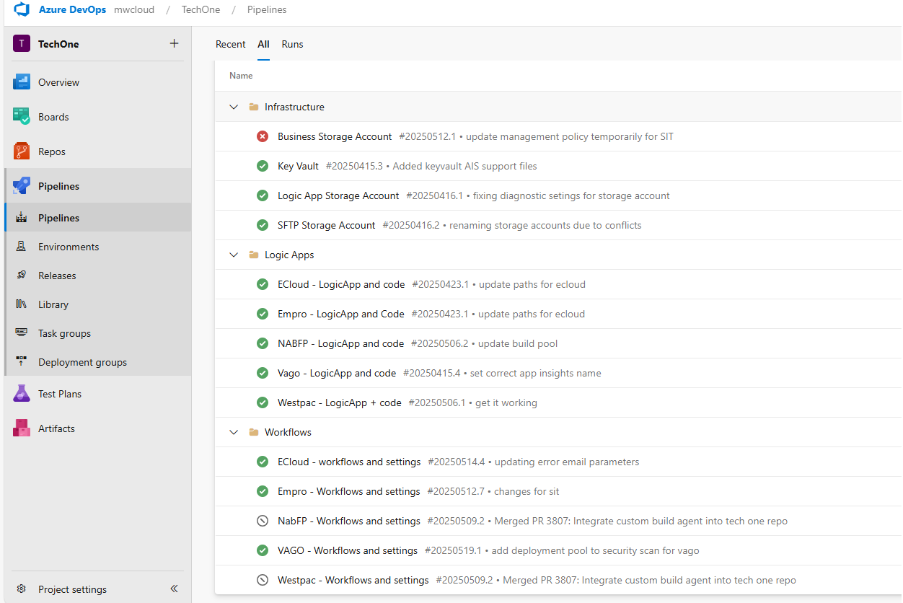 Azure DevOps mwcloud / TechOne / Pipelines
T TechOne +
Overview
Boards
Repos
Pipelines
Pipelines
Environments
Releases
Library
Task groups
Deployment groups
Test Plans
Artifacts
Project settings
Recent All Runs
Name
Infrastructure
Business Storage Account #20250512.1 • update management policy temporarily for SIT
Key Vault #20250415.3 • Added keyvault AIS support files
Logic App Storage Account #20250416.1 • fixing diagnostic setings for storage account
SFTP Storage Account #20250416.2 • renaming storage accounts due to conflicts
Logic Apps
ECloud - LogicApp and code #20250423.1 • update paths for ecloud
Empro - LogicApp and Code #20250423.1 • update paths for ecloud
NABFP - LogicApp and code #20250506.2 • update build pool
Vago - LogicApp and code #20250415.4 • set correct app insights name
Westpac - LogicApp + code #20250506.1 • get it working
Workflows
ECloud - workflows and settings #20250514.4 • updating error email parameters
Empro - Workflows and settings #20250512.7 • changes for sit
NabFP - Workflows and settings #20250509.2 • Merged PR 3807: Integrate custom build agent into tech one repo
VAGO - Workflows and settings #20250519.1 • add deployment pool to security scan for vago
Westpac - Workflows and settings #20250509.2 • Merged PR 3807: Integrate custom build agent into tech one repo